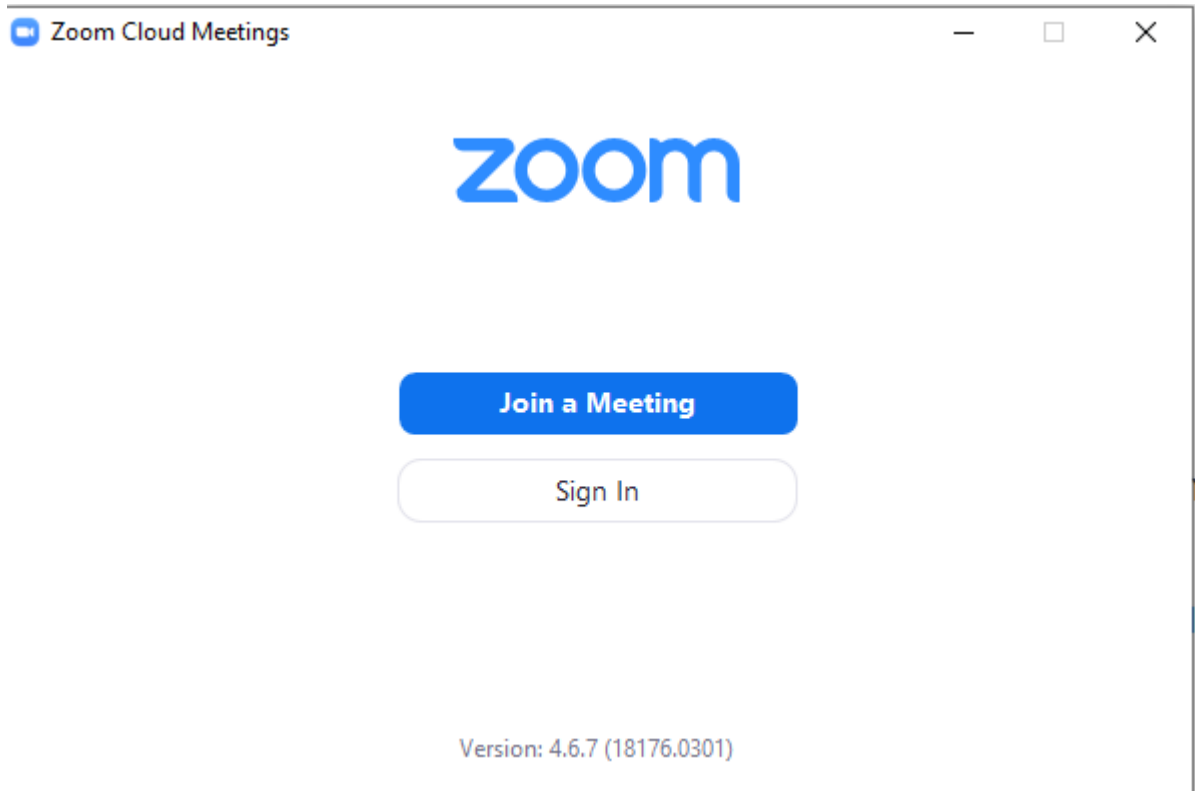 Zoom Cloud Meetings
zoom
Join a Meeting
Sign In
Version: 4.6.7 (18176.0301)